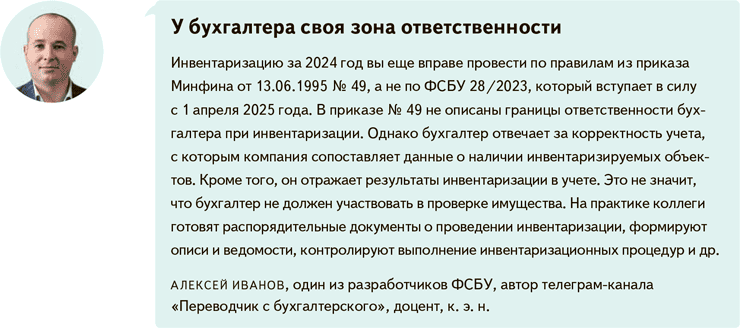 У бухгалтера своя зона ответственности
Инвентаризацию за 2024 год вы еще вправе провести по правилам из приказа
Минфина от 13.06.1995 № 49, а не по ФСБУ 28/2023, который вступает в силу
с 1 апреля 2025 года. В приказе № 49 не описаны границы ответственности бух-
галтера при инвентаризации. Однако бухгалтер отвечает за корректность учета,
с которым компания сопоставляет данные о наличии инвентаризируемых объек-
тов. Кроме того, он отражает результаты инвентаризации в учете. Это не значит,
что бухгалтер не должен участвовать в проверке имущества. На практике коллеги
готовят распорядительные документы о проведении инвентаризации, формируют
описи и ведомости, контролируют выполнение инвентаризационных процедур и др.
АЛЕКСЕЙ ИВАНОВ, один из разработчиков ФСБУ, автор телеграм-канала
«Переводчик с бухгалтерского», доцент, к. э. н.